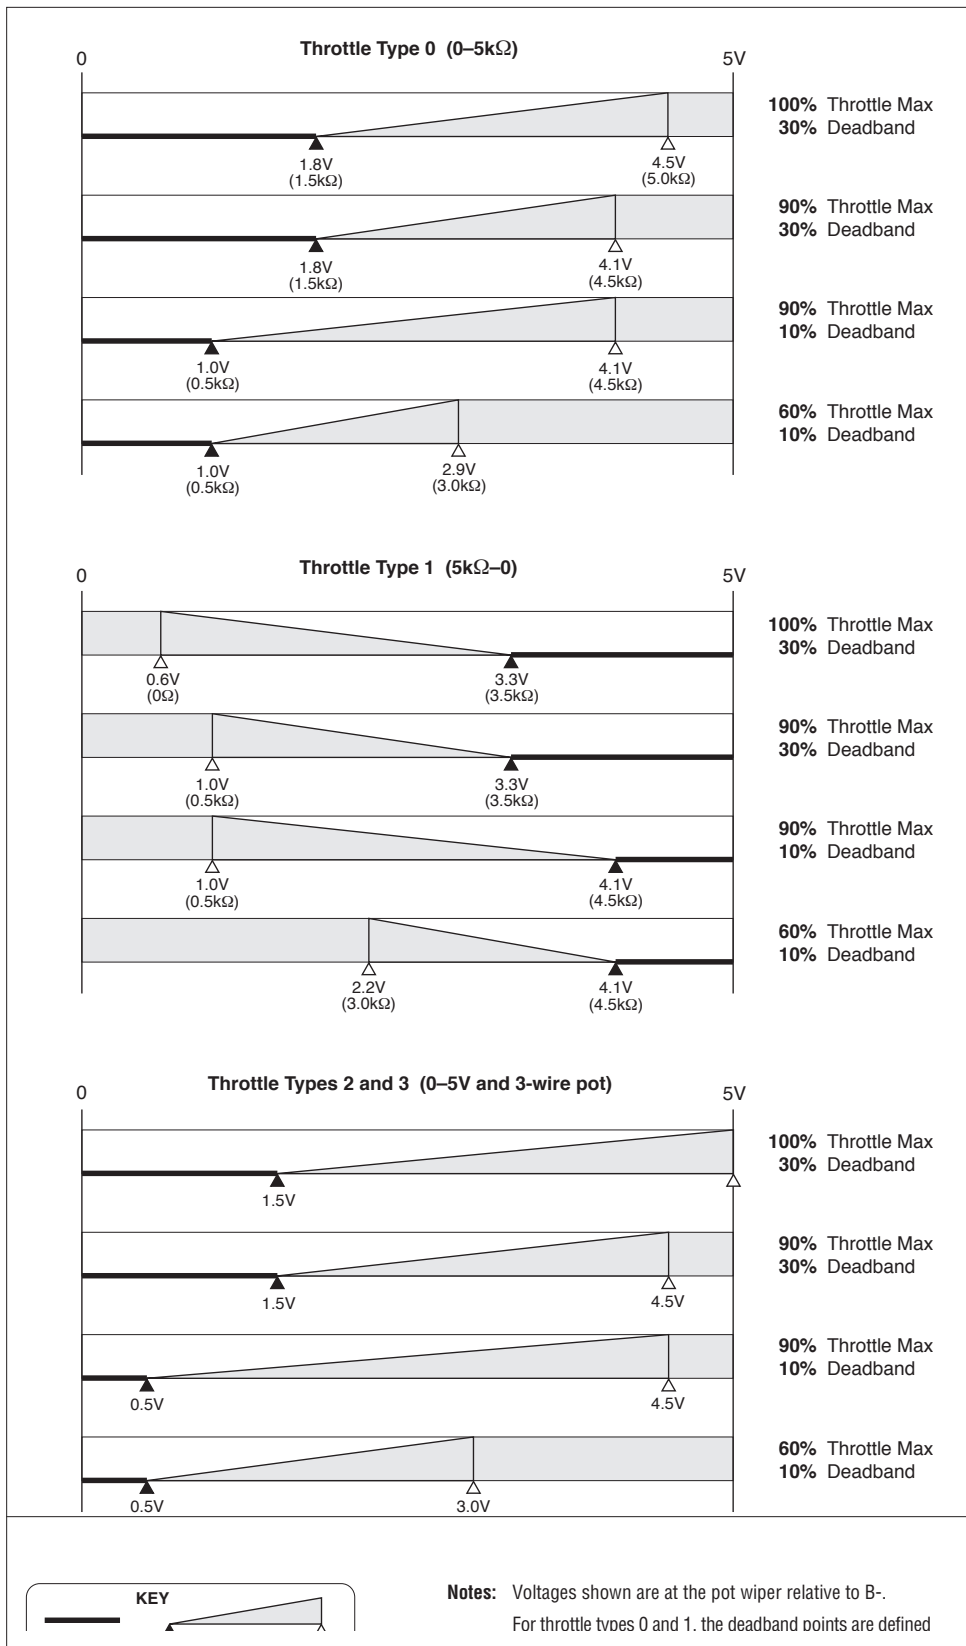 Throttle Type 0 (0–5kΩ)
0 5V
100% Throttle Max
30% Deadband
1.8V 4.5V
(1.5kΩ) (5.0kΩ)
90% Throttle Max
30% Deadband
1.8V 4.1V
(1.5kΩ) (4.5kΩ)
90% Throttle Max
10% Deadband
1.0V 4.1V
(0.5kΩ) (4.5kΩ)
60% Throttle Max
10% Deadband
1.0V 2.9V
(0.5kΩ) (3.0kΩ)
Throttle Type 1 (5kΩ–0)
0 5V
100% Throttle Max
30% Deadband
0.6V 3.3V
(0Ω) (3.5kΩ)
90% Throttle Max
30% Deadband
1.0V 3.3V
(0.5kΩ) (3.5kΩ)
90% Throttle Max
10% Deadband
1.0V 4.1V
(0.5kΩ) (4.5kΩ)
60% Throttle Max
10% Deadband
2.2V 4.1V
(3.0kΩ) (4.5kΩ)
Throttle Types 2 and 3 (0–5V and 3-wire pot)
0 5V
100% Throttle Max
30% Deadband
1.5V
90% Throttle Max
30% Deadband
1.5V 4.5V
90% Throttle Max
10% Deadband
0.5V 4.5V
60% Throttle Max
10% Deadband
0.5V 3.0V
KEY
Notes: Voltages shown are at the pot wiper relative to B-.
For throttle types 0 and 1, the deadband points are defined